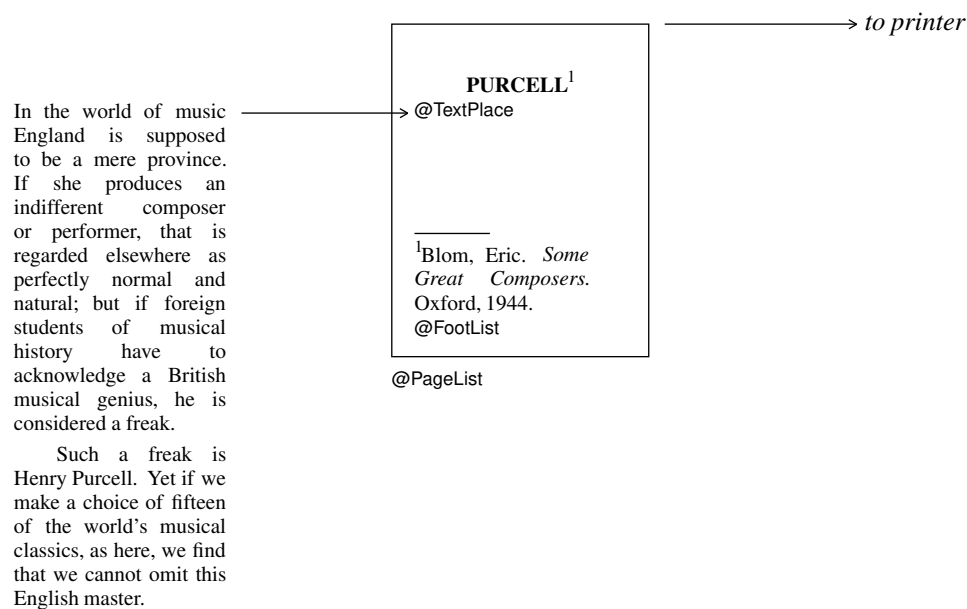 to printer
PURCELL1
@TextPlace
In the world of music
England is supposed
to be a mere province.
If she produces an
indifferent composer
or performer, that is
regarded elsewhere as
perfectly normal and
natural; but if foreign
students of musical
history have to
acknowledge a British
musical genius, he is
considered a freak.
Such a freak is
Henry Purcell. Yet if we
make a choice of fifteen
of the world's musical
classics, as here, we find
that we cannot omit this
English master.
1Blom, Eric. Some
Great Composers.
Oxford, 1944.
@FootList
@PageList